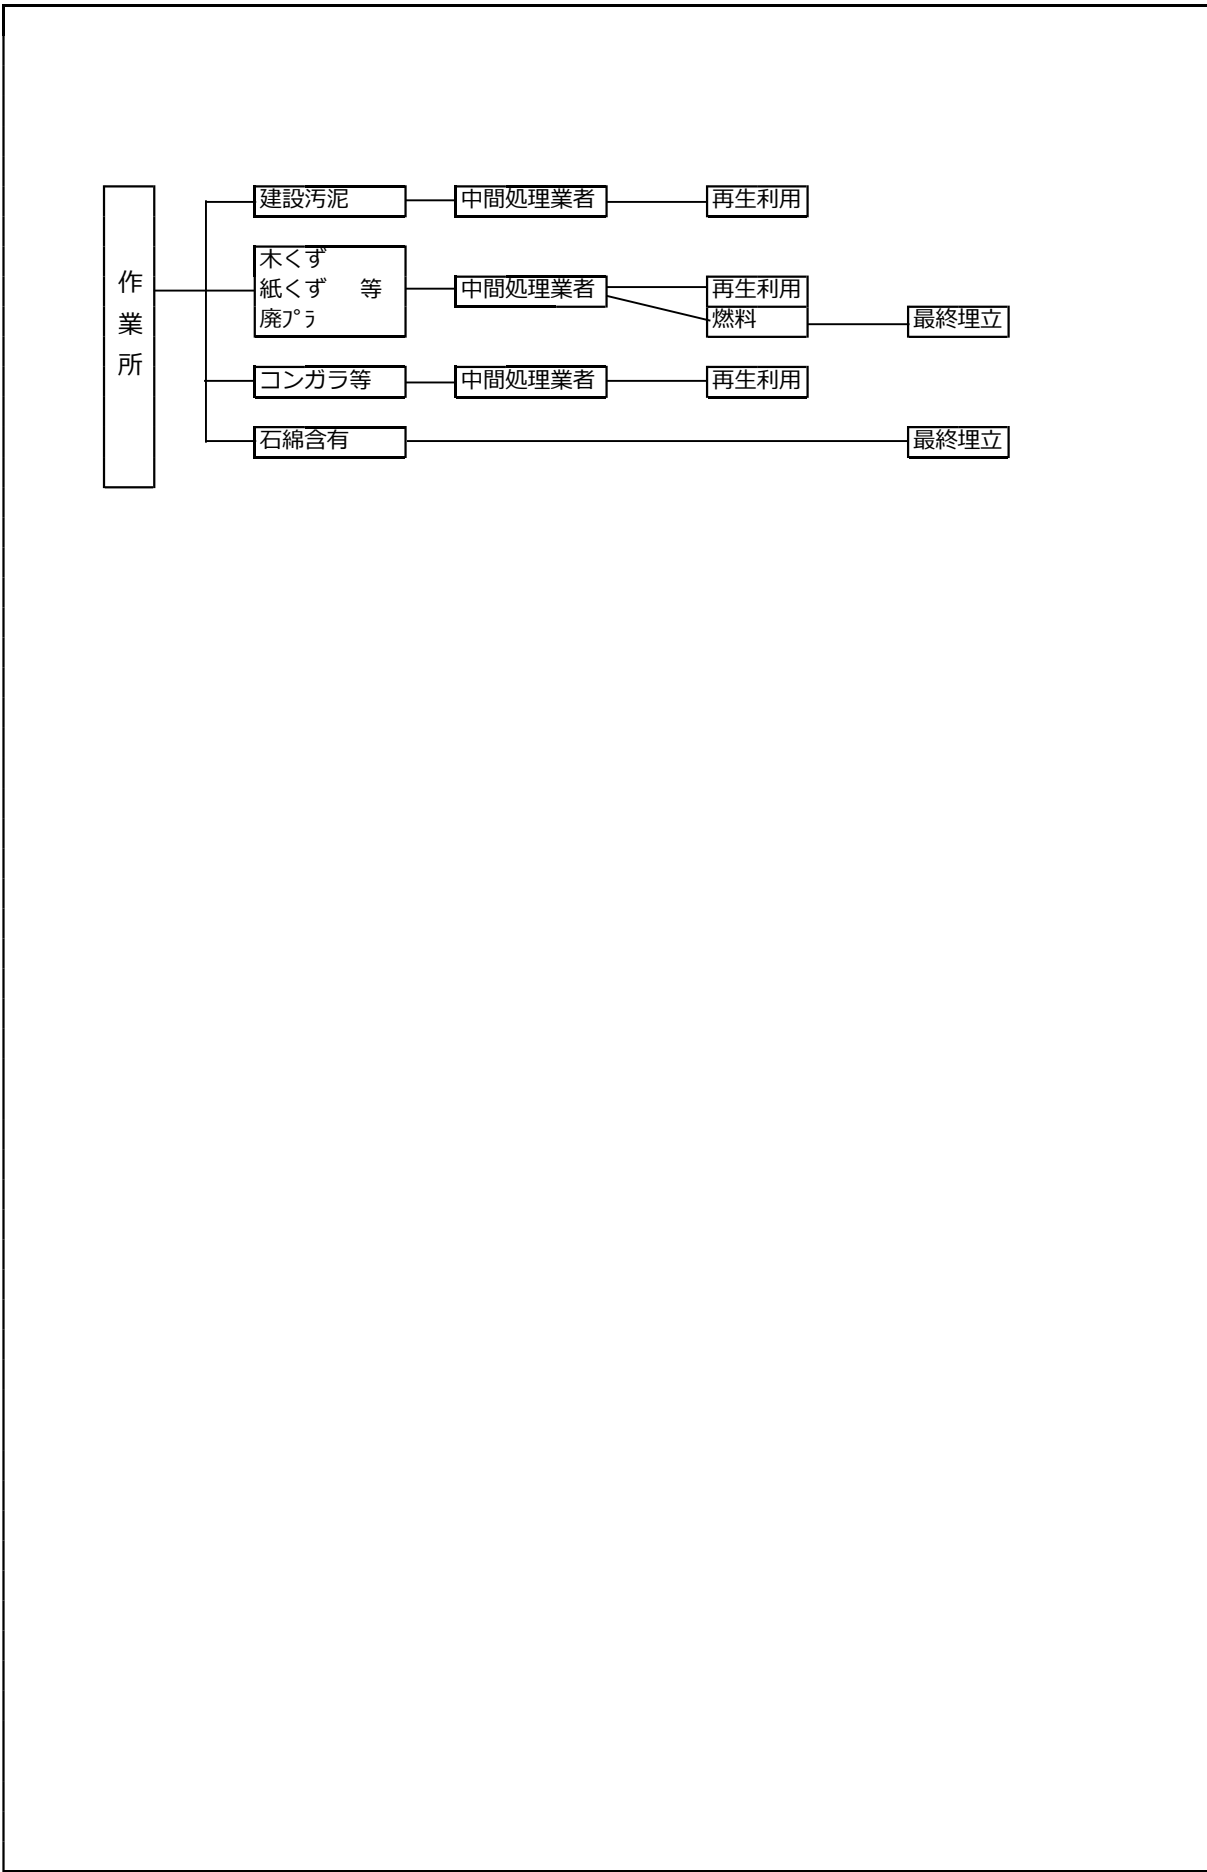 作業所
建設汚泥 中間処理業者 再生利用
木くず
紙くず 等 中間処理業者 再生利用
廃ﾌﾟﾗ 燃料 最終埋立
コンガラ等 中間処理業者 再生利用
石綿含有 最終埋立